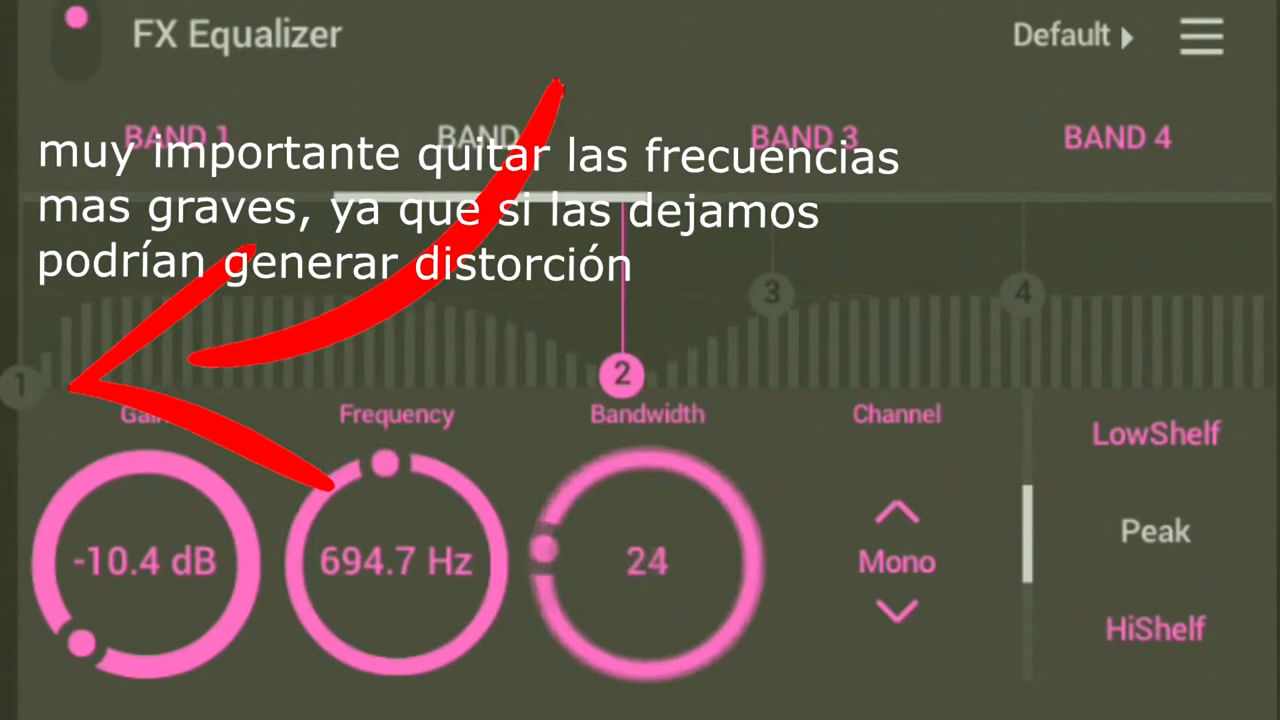 FX Equalizer
Default
BAND 1
BAND
BAND 3
BAND 4
muy importante quitar las frecuencias
mas graves, ya que si las dejamos
podrían generar distorción
1
2
3
4
Gain
Frequency
Bandwidth
Channel
-10.4 dB
694.7 Hz
24
Mono
LowShelf
Peak
HiShelf